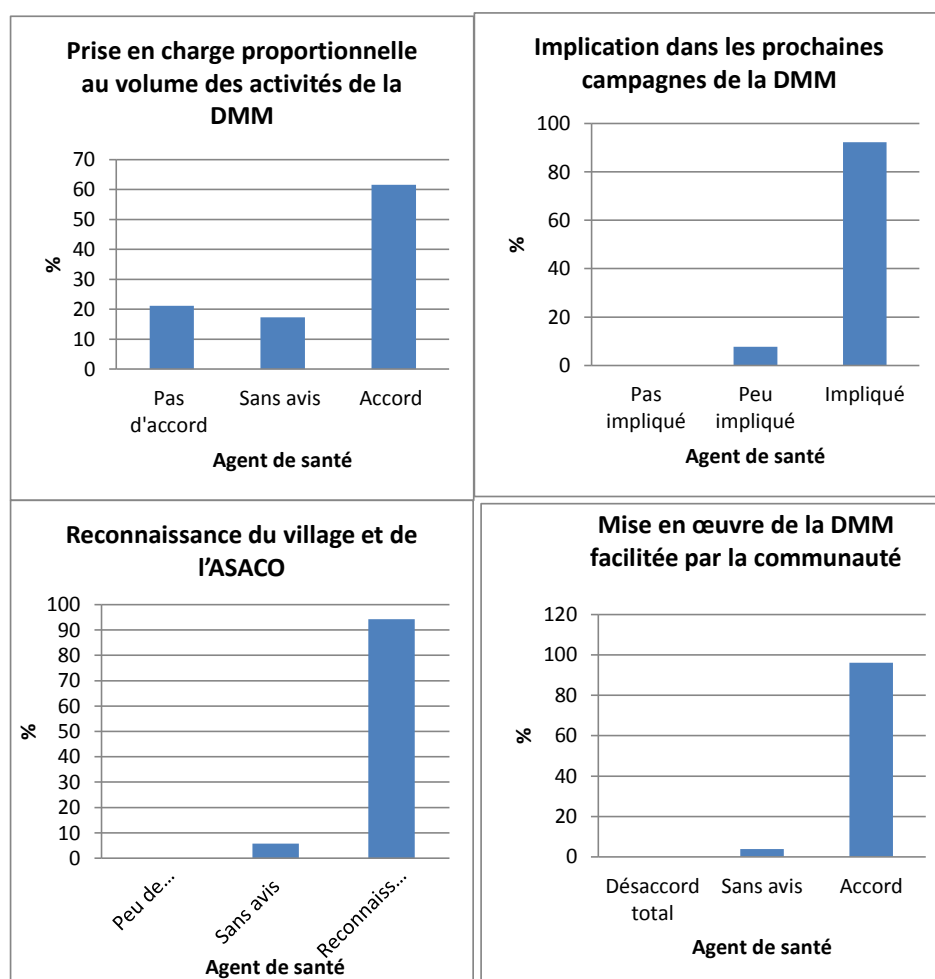 Prise en charge proportionnelle
au volume des activités de la
DMM
70
60
50
40
30
20
10
0
%
Pas
d'accord
Sans avis
Accord
Agent de santé
Implication dans les prochaines
campagnes de la DMM
100
80
60
40
20
0
%
Pas
impliqué
Peu
impliqué
Impliqué
Agent de santé
Reconnaissance du village et de
l'ASACO
100
90
80
70
60
50
40
30
20
10
0
%
Peu de...
Sans avis
Reconnaiss...
Agent de santé
Mise en œuvre de la DMM
facilitée par la communauté
120
100
80
60
40
20
0
%
Désaccord
total
Sans avis
Accord
Agent de santé